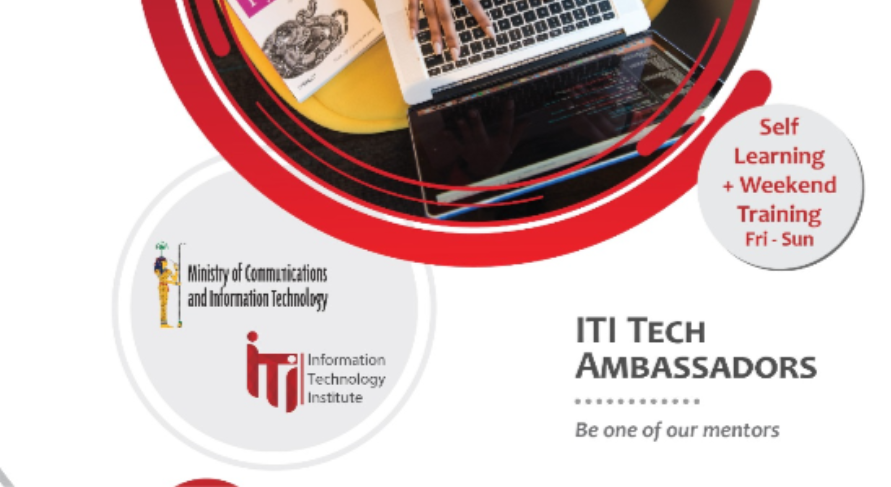 Self
Learning
+ Weekend
Training
Fri - Sun
Ministry of Communications
and Information Technology
iTi
Information
Technology
Institute
ITI TECH
AMBASSADORS
Be one of our mentors